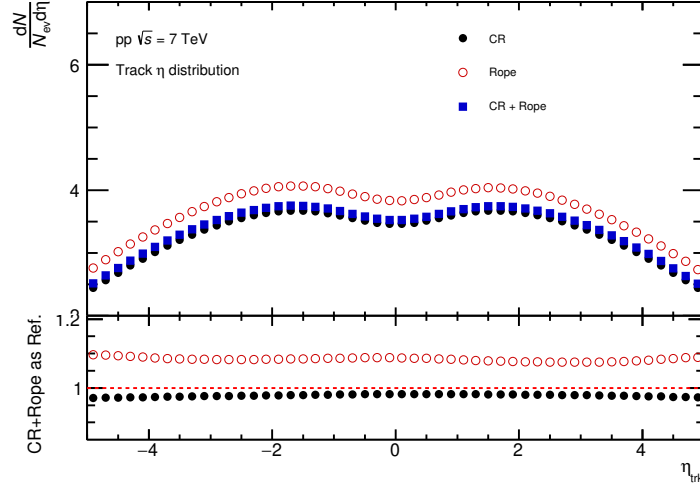 dN
N_ev dη
pp √s = 7 TeV
Track η distribution
CR
Rope
CR + Rope
6
4
2
1.2
1
CR+Rope as Ref.
−4 −2 0 2 4
η_trk